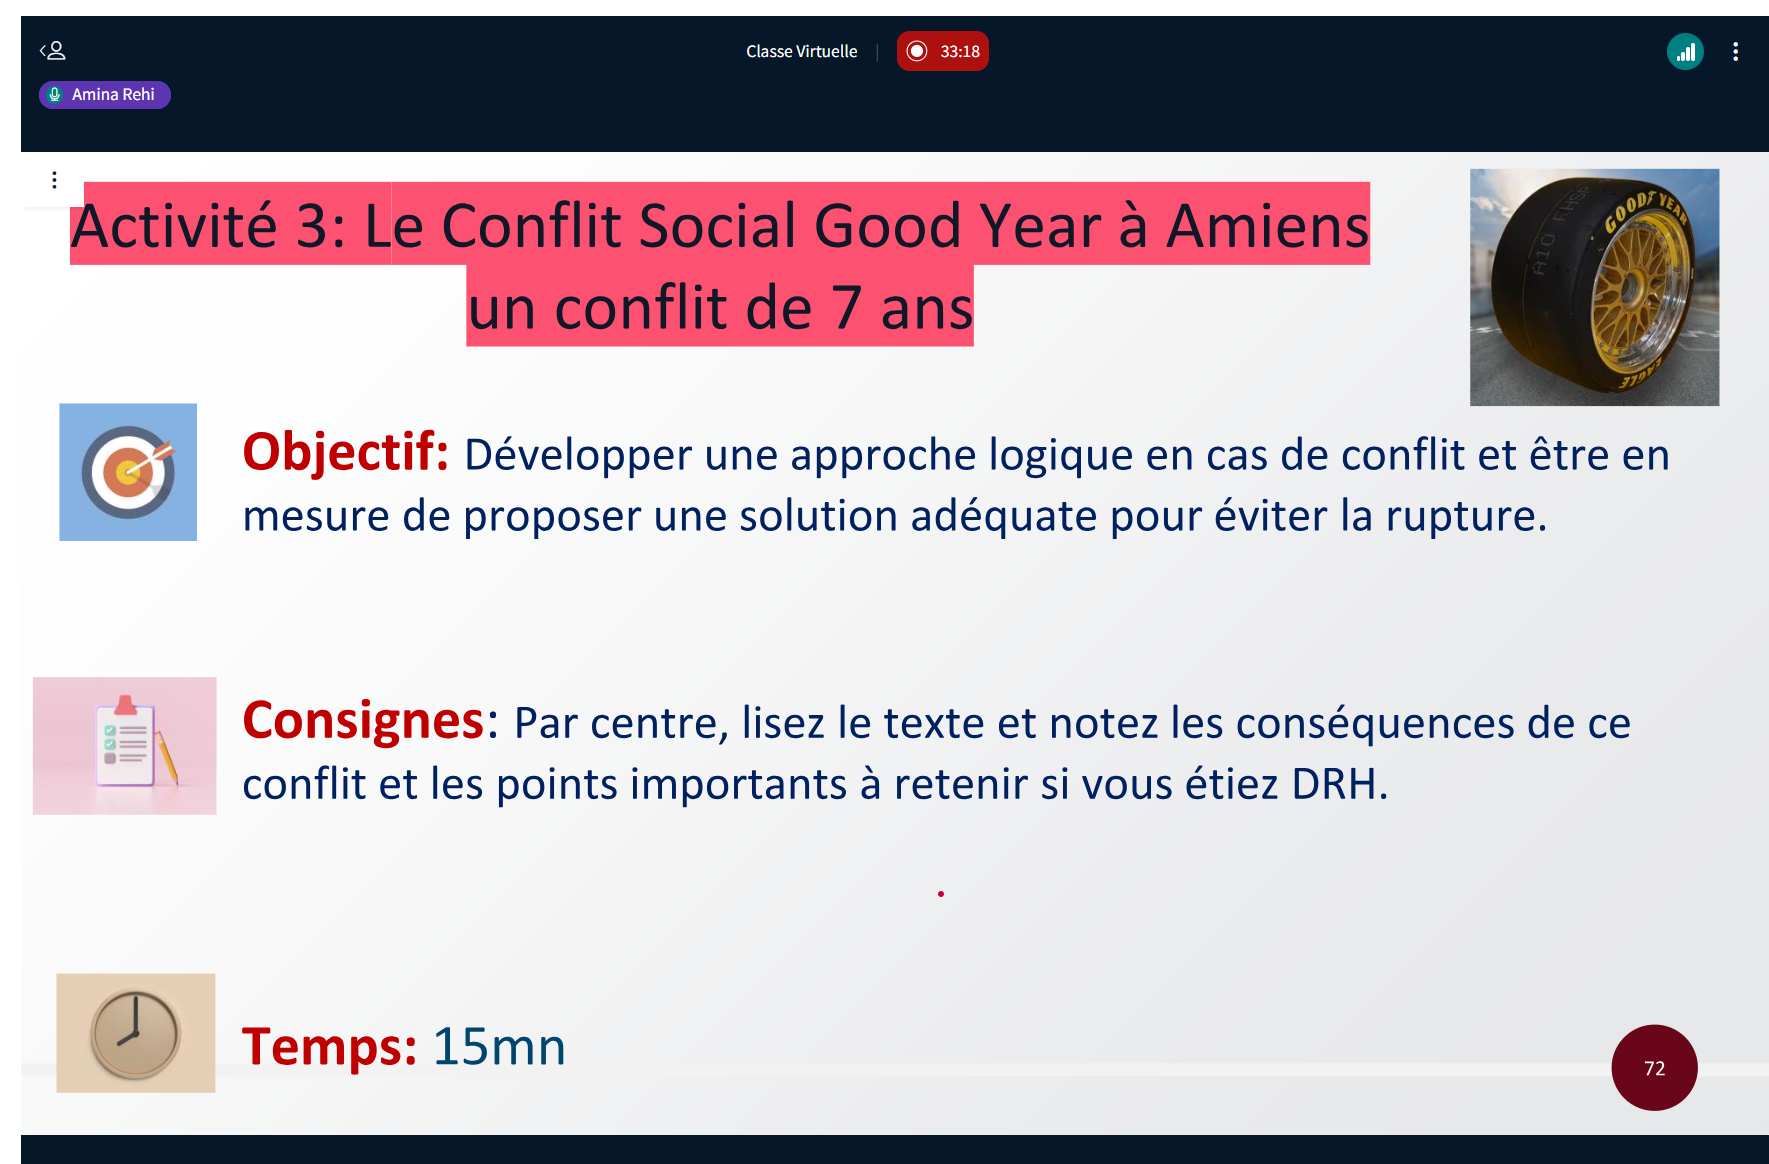 Classe Virtuelle
33:18
Amina Rehi
Activité 3: Le Conflit Social Good Year à Amiens
un conflit de 7 ans
GOODYEAR
A10 EHSP
EAGLE
Objectif: Développer une approche logique en cas de conflit et être en
mesure de proposer une solution adéquate pour éviter la rupture.
Consignes: Par centre, lisez le texte et notez les conséquences de ce
conflit et les points importants à retenir si vous étiez DRH.
Temps: 15mn
72